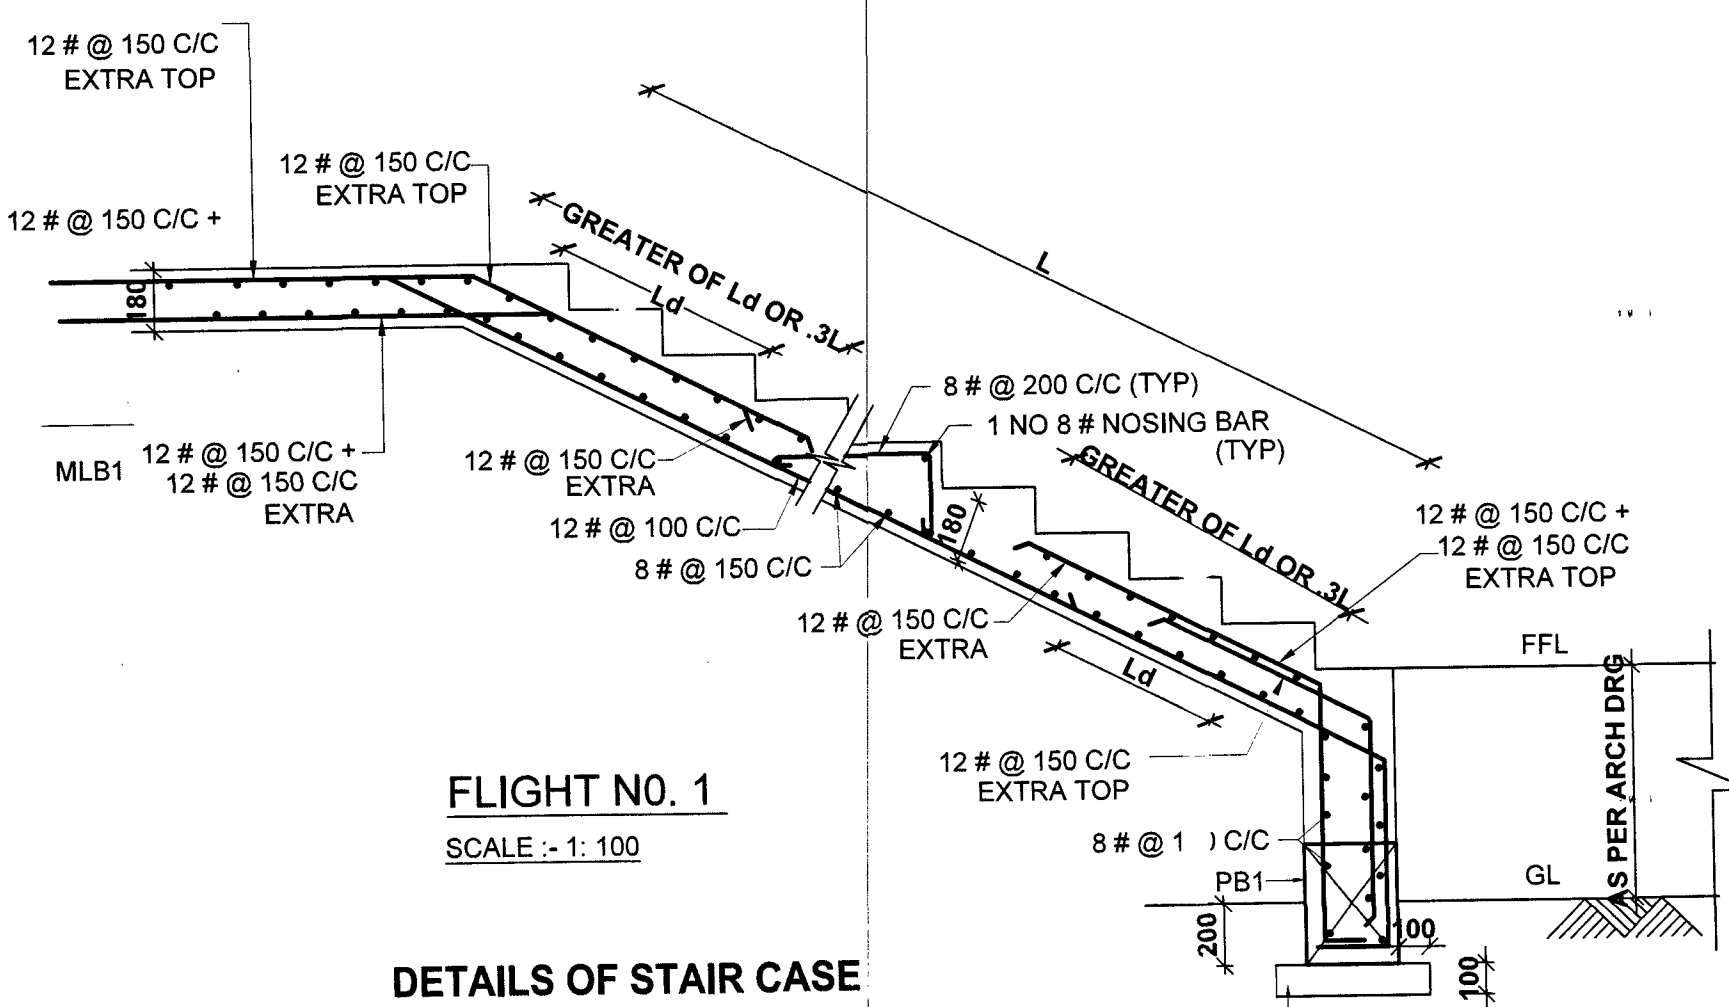 12 # @ 150 C/C
EXTRA TOP
12 # @ 150 C/C
EXTRA TOP
12 # @ 150 C/C +
180
GREATER OF Ld OR .3L
Ld
L
8 # @ 200 C/C (TYP)
1 NO 8 # NOSING BAR
(TYP)
MLB1
12 # @ 150 C/C +
12 # @ 150 C/C
EXTRA
12 # @ 150 C/C
EXTRA
12 # @ 100 C/C
8 # @ 150 C/C
180
GREATER OF Ld OR .3L
12 # @ 150 C/C +
12 # @ 150 C/C
EXTRA TOP
12 # @ 150 C/C
EXTRA
Ld
FFL
12 # @ 150 C/C
EXTRA TOP
AS PER ARCH DRG
FLIGHT NO. 1
SCALE :- 1: 100
8 # @ 1 C/C
PB1
GL
200
100
100
DETAILS OF STAIR CASE